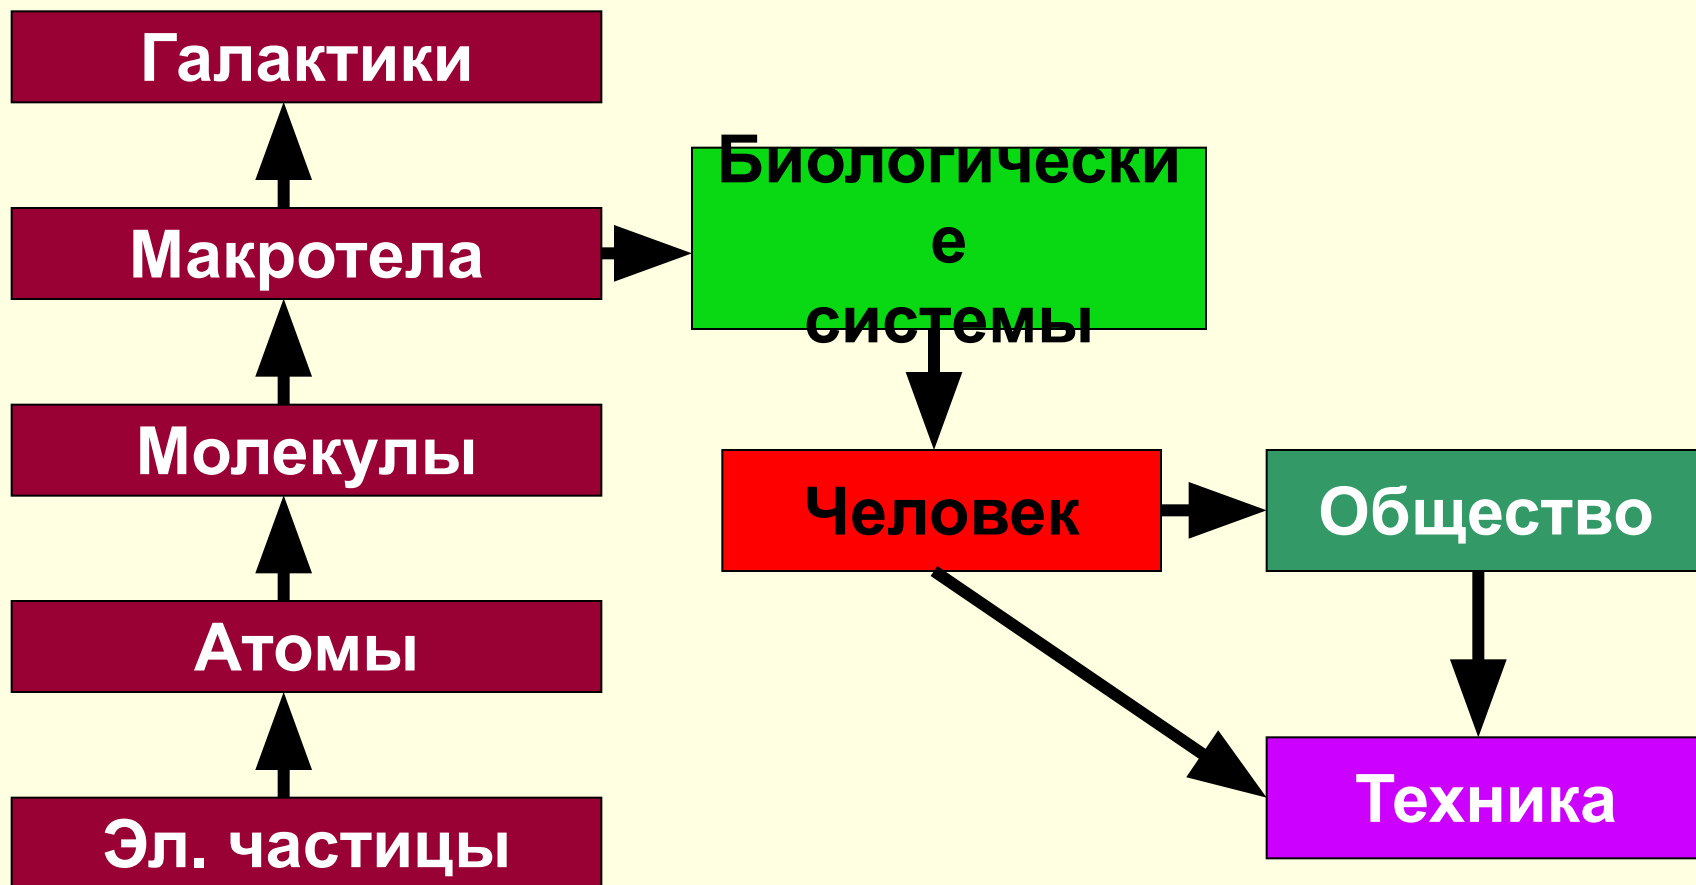 Галактики
Макротела
Молекулы
Атомы
Эл. частицы
Биологически
е
системы
Человек
Общество
Техника